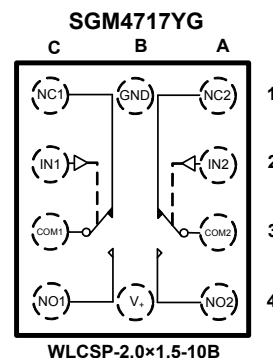 SGM4717YG
C B A
NC1 GND NC2 1
IN1 IN2 2
COM1 COM2 3
NO1 V+ NO2 4
WLCSP-2.0×1.5-10B